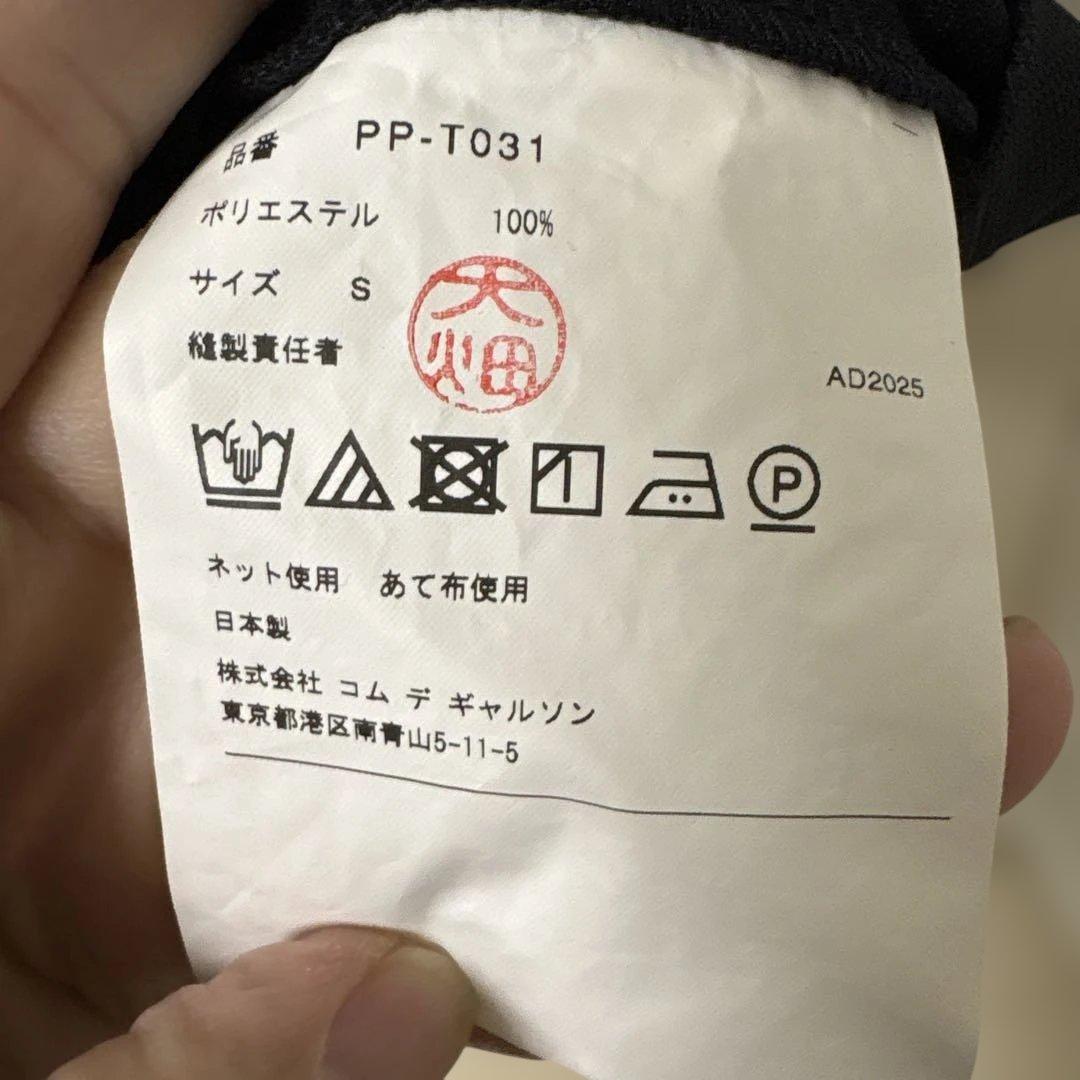 品番 PP-T031
ポリエステル 100%
サイズ S
大畑
縫製責任者
AD2025
P
ネット使用 あて布使用
日本製
株式会社 コム デ ギャルソン
東京都港区南青山5-11-5